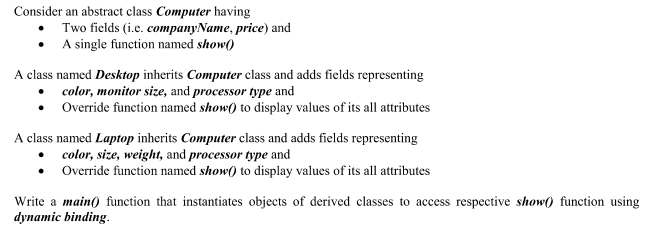 Consider an abstract class Computer having
• Two fields (i.e. companyName, price) and
• A single function named show()
A class named Desktop inherits Computer class and adds fields representing
• color, monitor size, and processor type and
• Override function named show() to display values of its all attributes
A class named Laptop inherits Computer class and adds fields representing
• color, size, weight, and processor type and
• Override function named show() to display values of its all attributes
Write a main() function that instantiates objects of derived classes to access respective show() function using
dynamic binding.